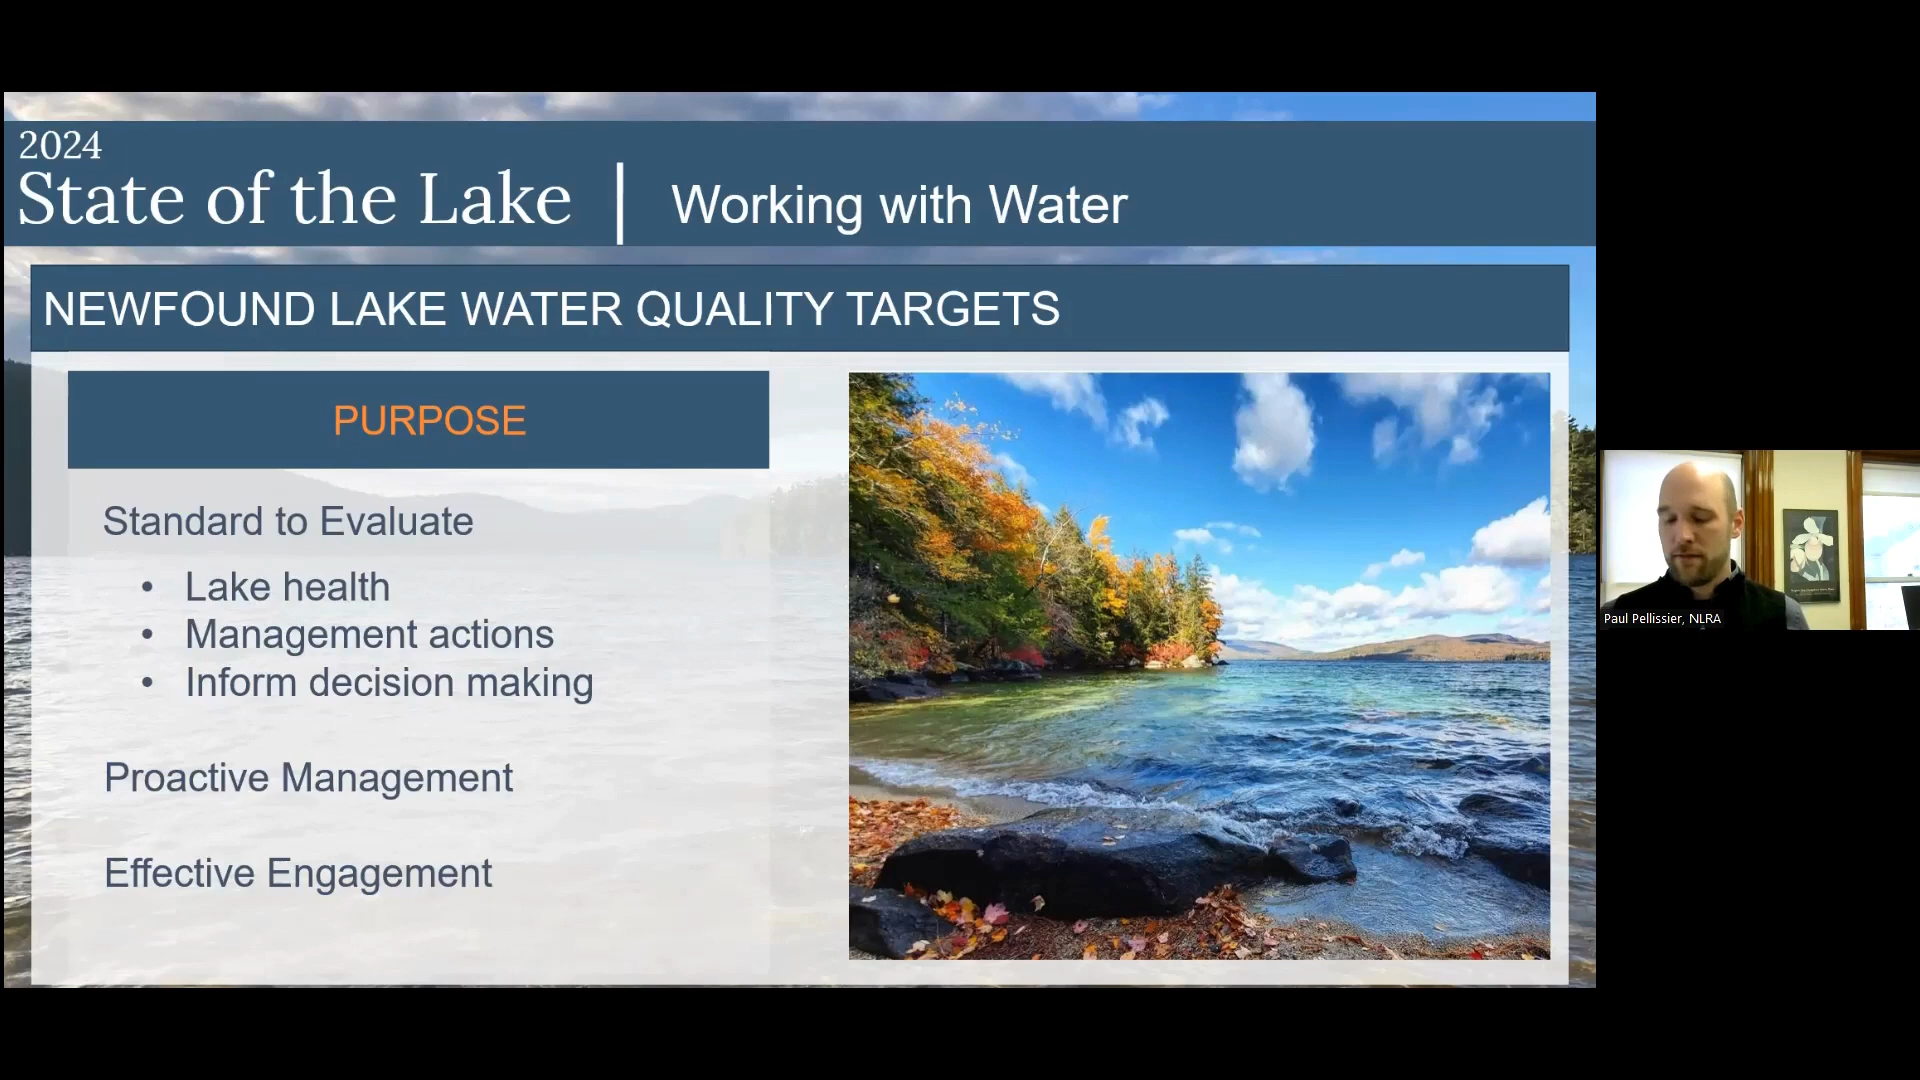 2024
State of the Lake | Working with Water
NEWFOUND LAKE WATER QUALITY TARGETS
PURPOSE
Standard to Evaluate
• Lake health
• Management actions
• Inform decision making
Proactive Management
Effective Engagement
Paul Pellissier, NLRA